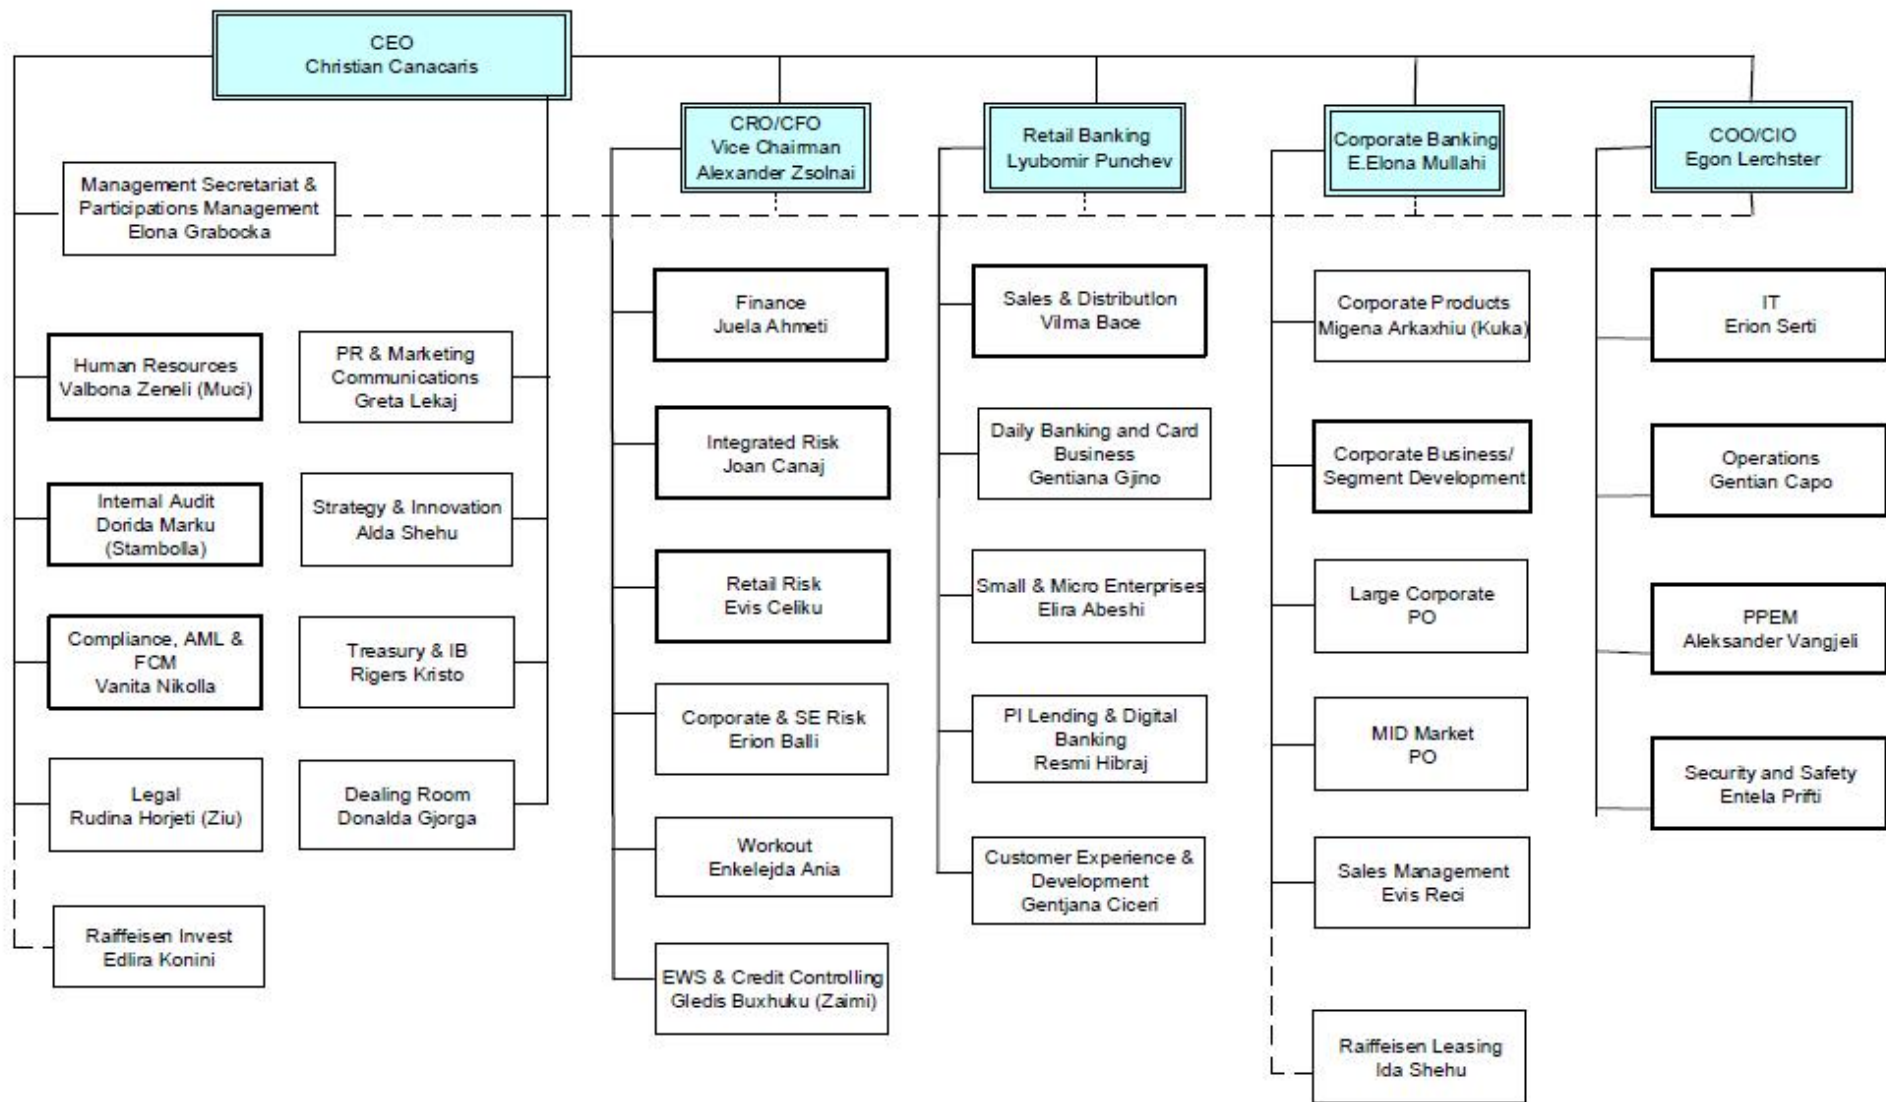 CEO
Christian Canacaris
CRO/CFO
Vice Chairman
Alexander Zsolnai
Retail Banking
Lyubomir Punchev
Corporate Banking
E.Elona Mullahi
COO/CIO
Egon Lerchster
Management Secretariat &
Participations Management
Elona Grabocka
Human Resources
Valbona Zeneli (Muci)
Internal Audit
Dorida Marku
(Stambolla)
Compliance, AML &
FCM
Vanita Nikolla
Legal
Rudina Horjeti (Ziu)
Raiffeisen Invest
Edlira Konini
PR & Marketing
Communications
Greta Lekaj
Strategy & Innovation
Alda Shehu
Treasury & IB
Rigers Kristo
Dealing Room
Donalda Gjorga
Finance
Juela Ahmeti
Integrated Risk
Joan Canaj
Retail Risk
Evis Celiku
Corporate & SE Risk
Erion Balli
Workout
Enkelejda Ania
EWS & Credit Controlling
Gledis Buxhuku (Zaimi)
Sales & Distribution
Vilma Bace
Daily Banking and Card
Business
Gentiana Gjino
Small & Micro Enterprises
Elira Abeshi
PI Lending & Digital
Banking
Resmi Hibraj
Customer Experience &
Development
Gentjana Ciceri
Corporate Products
Migena Arkaxhiu (Kuka)
Corporate Business/
Segment Development
Large Corporate
PO
MID Market
PO
Sales Management
Evis Reci
Raiffeisen Leasing
Ida Shehu
IT
Erion Serti
Operations
Gentian Capo
PPEM
Aleksander Vangjeli
Security and Safety
Entela Prifti